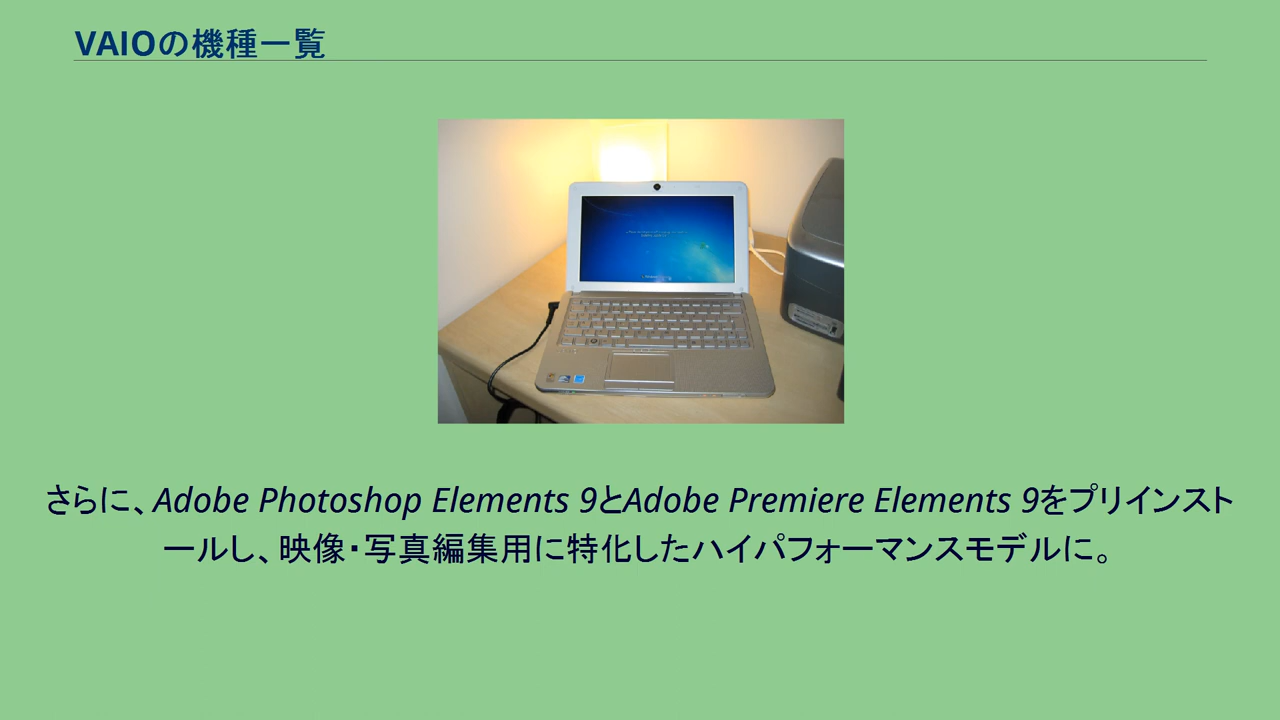 VAIOの機種一覧
さらに、Adobe Photoshop Elements 9とAdobe Premiere Elements 9をプリインスト
ールし、映像・写真編集用に特化したハイパフォーマンスモデルに。